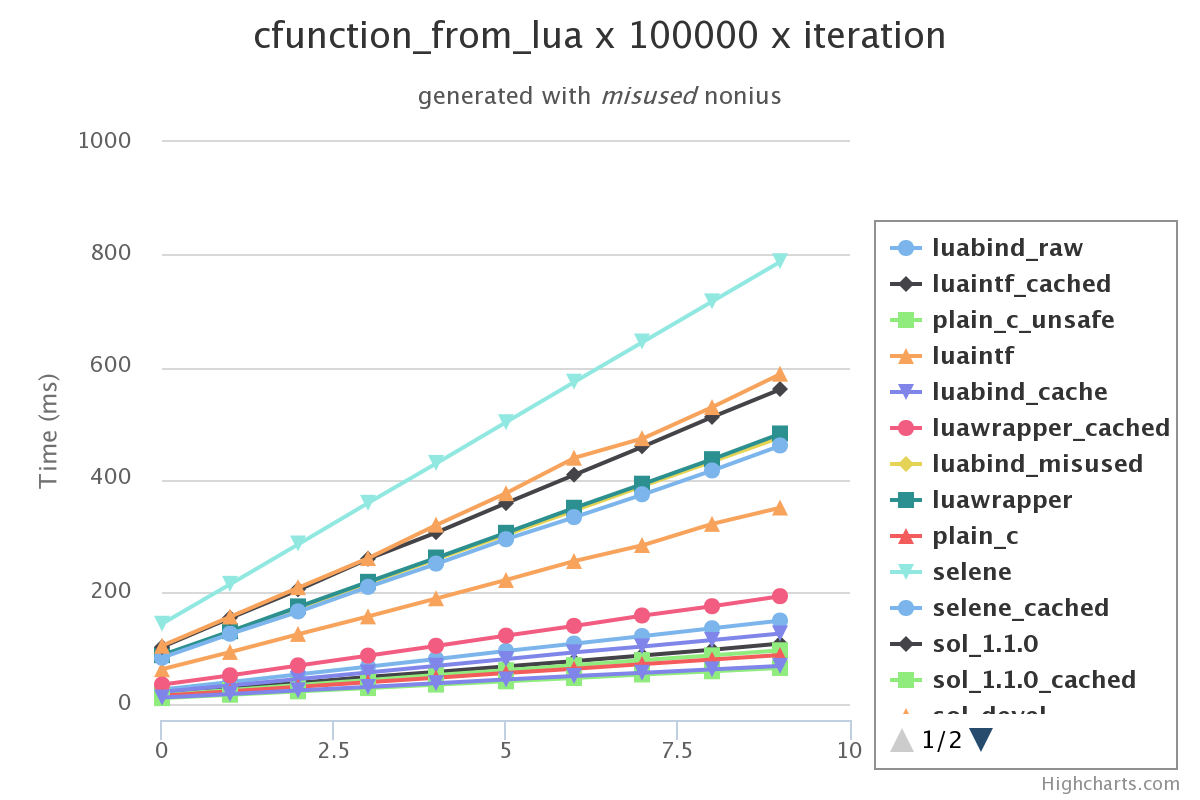 cfunction_from_lua x 100000 x iteration
generated with misused nonius
1000
800
600
400
200
0
Time (ms)
0 2.5 5 7.5 10
luabind_raw
luaintf_cached
plain_c_unsafe
luaintf
luabind_cache
luawrapper_cached
luabind_misused
luawrapper
plain_c
selene
selene_cached
sol_1.1.0
sol_1.1.0_cached
sol_devel
1/2
Highcharts.com